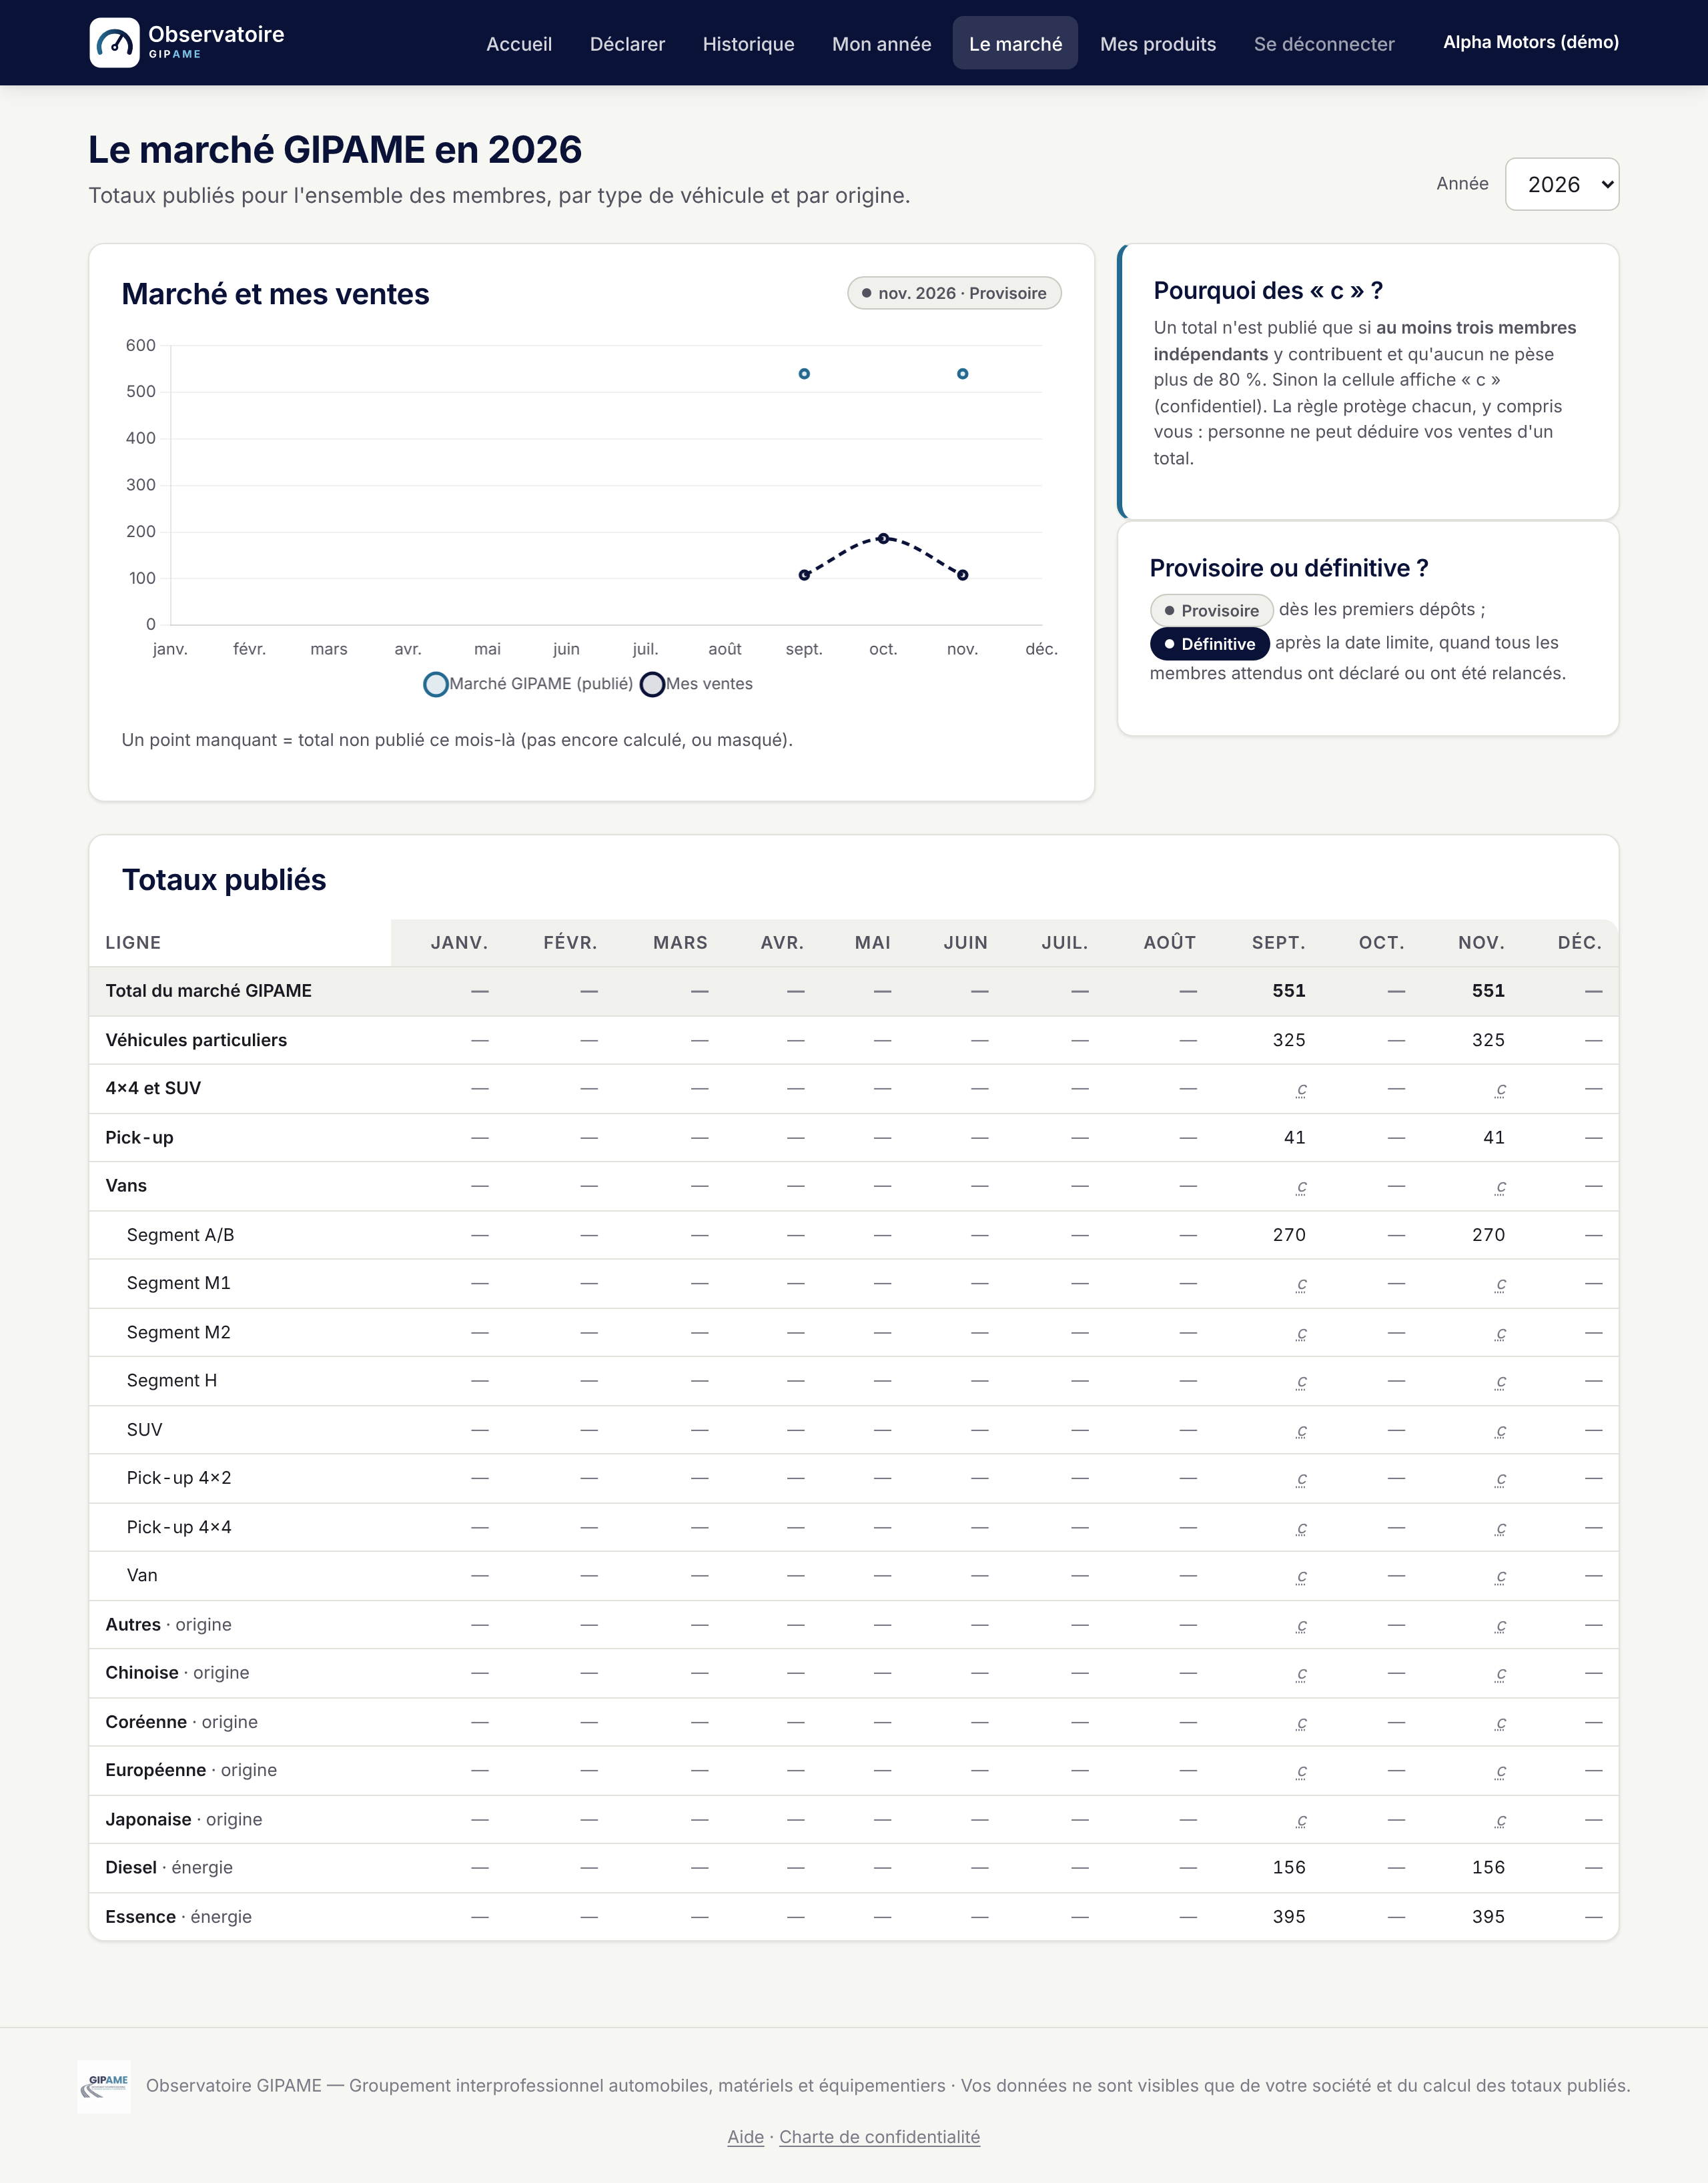 Observatoire
GIPAME
Accueil Déclarer Historique Mon année Le marché Mes produits Se déconnecter Alpha Motors (démo)
Le marché GIPAME en 2026
Totaux publiés pour l'ensemble des membres, par type de véhicule et par origine.
Année 2026
Marché et mes ventes
nov. 2026 · Provisoire
600
500
400
300
200
100
0
janv. févr. mars avr. mai juin juil. août sept. oct. nov. déc.
Marché GIPAME (publié) Mes ventes
Un point manquant = total non publié ce mois-là (pas encore calculé, ou masqué).
Pourquoi des « c » ?
Un total n'est publié que si au moins trois membres
indépendants y contribuent et qu'aucun ne pèse
plus de 80 %. Sinon la cellule affiche « c »
(confidentiel). La règle protège chacun, y compris
vous : personne ne peut déduire vos ventes d'un
total.
Provisoire ou définitive ?
Provisoire dès les premiers dépôts ;
Définitive après la date limite, quand tous les
membres attendus ont déclaré ou ont été relancés.
Totaux publiés
LIGNE JANV. FÉVR. MARS AVR. MAI JUIN JUIL. AOÛT SEPT. OCT. NOV. DÉC.
Total du marché GIPAME — — — — — — — — 551 — 551 —
Véhicules particuliers — — — — — — — — 325 — 325 —
4×4 et SUV — — — — — — — — c — c —
Pick-up — — — — — — — — 41 — 41 —
Vans — — — — — — — — c — c —
Segment A/B — — — — — — — — 270 — 270 —
Segment M1 — — — — — — — — c — c —
Segment M2 — — — — — — — — c — c —
Segment H — — — — — — — — c — c —
SUV — — — — — — — — c — c —
Pick-up 4×2 — — — — — — — — c — c —
Pick-up 4×4 — — — — — — — — c — c —
Van — — — — — — — — c — c —
Autres · origine — — — — — — — — c — c —
Chinoise · origine — — — — — — — — c — c —
Coréenne · origine — — — — — — — — c — c —
Européenne · origine — — — — — — — — c — c —
Japonaise · origine — — — — — — — — c — c —
Diesel · énergie — — — — — — — — 156 — 156 —
Essence · énergie — — — — — — — — 395 — 395 —
GIPAME
Observatoire GIPAME — Groupement interprofessionnel automobiles, matériels et équipementiers · Vos données ne sont visibles que de votre société et du calcul des totaux publiés.
Aide · Charte de confidentialité